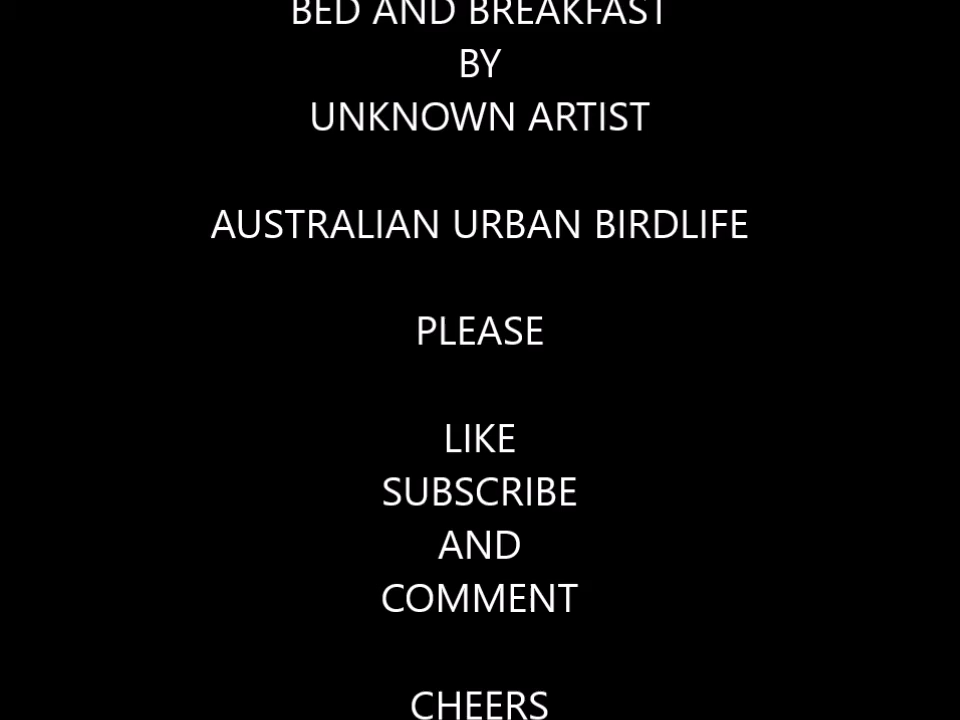 BED AND BREAKFAST
BY
UNKNOWN ARTIST
AUSTRALIAN URBAN BIRDLIFE
PLEASE
LIKE
SUBSCRIBE
AND
COMMENT
CHEERS